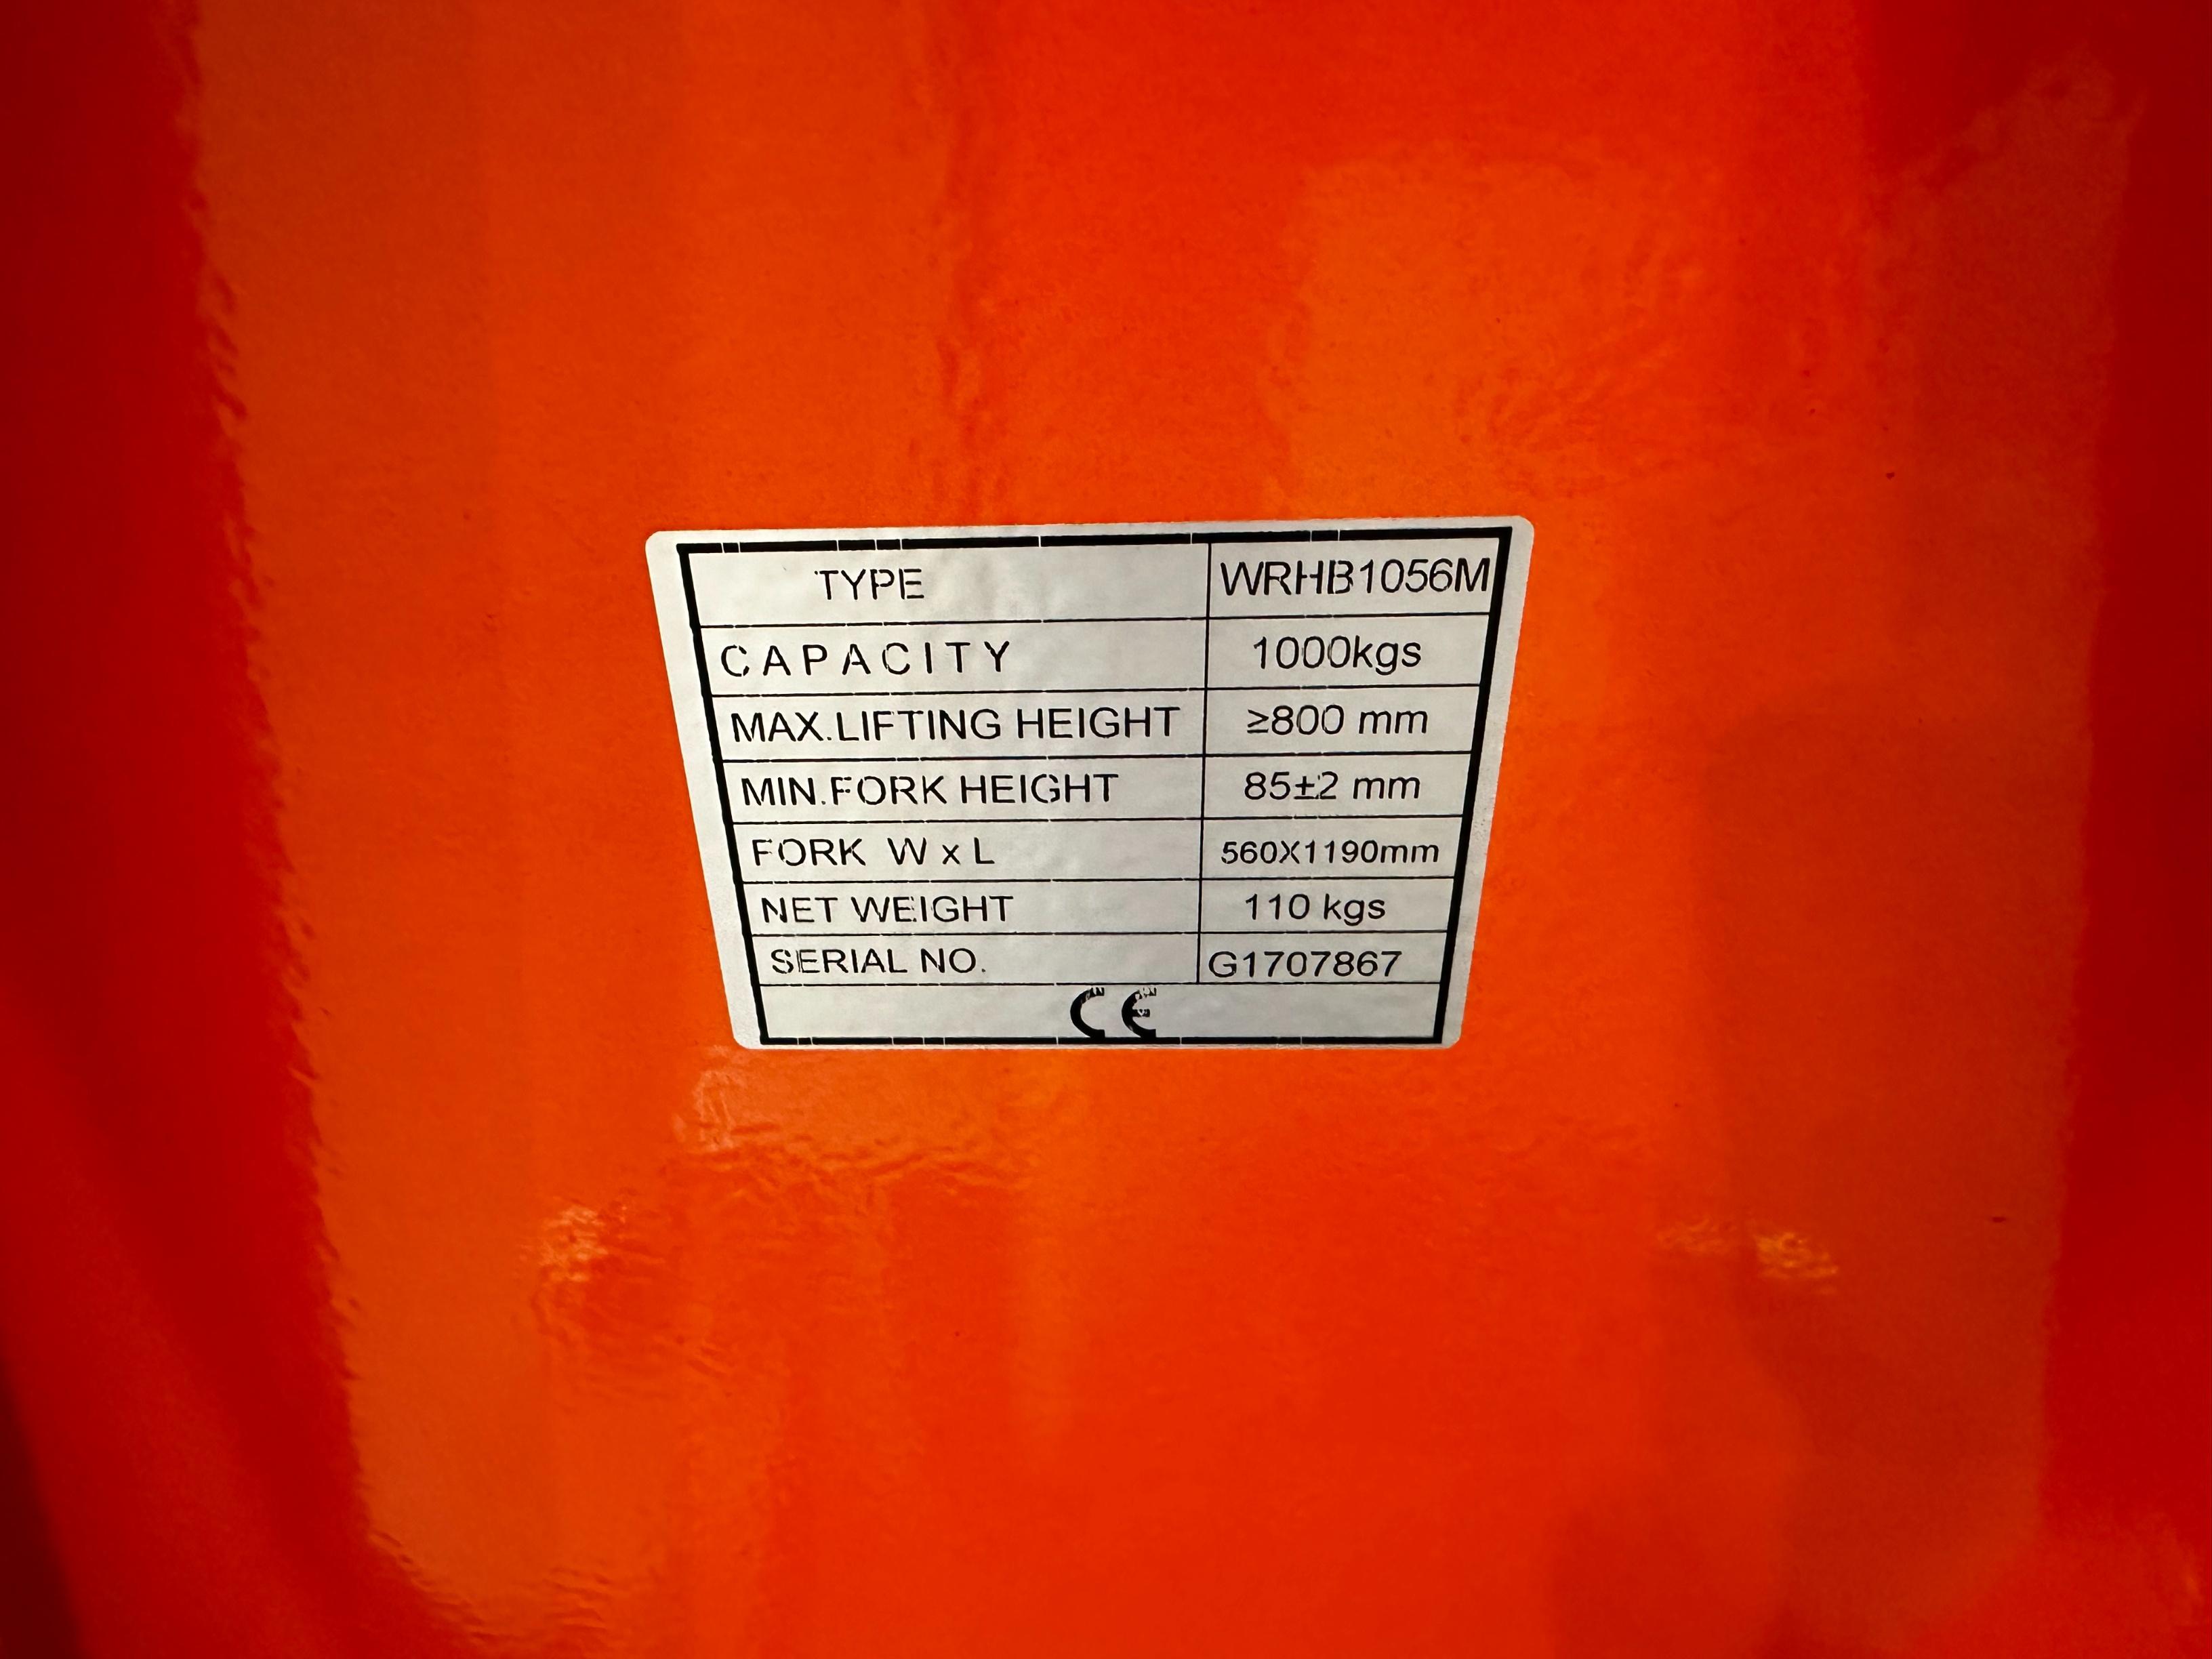 TYPE WRHB1056M
CAPACITY 1000kgs
MAX.LIFTING HEIGHT ≥800 mm
MIN.FORK HEIGHT 85±2 mm
FORK W x L 560X1190mm
NET WEIGHT 110 kgs
SERIAL NO. G1707867
CE